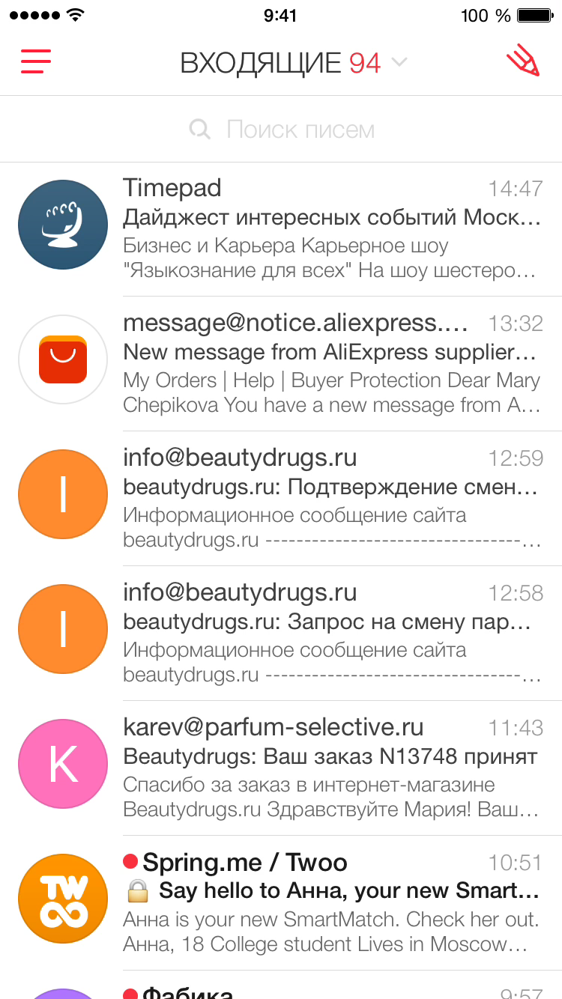 9:41
100 %
ВХОДЯЩИЕ 94
Поиск писем
Timepad 14:47
Дайджест интересных событий Моск...
Бизнес и Карьера Карьерное шоу
"Языкознание для всех" На шоу шестеро...
message@notice.aliexpress.... 13:32
New message from AliExpress supplier...
My Orders | Help | Buyer Protection Dear Mary
Chepikova You have a new message from A...
I
info@beautydrugs.ru 12:59
beautydrugs.ru: Подтверждение смен...
Информационное сообщение сайта
beautydrugs.ru ---------------------------------...
I
info@beautydrugs.ru 12:58
beautydrugs.ru: Запрос на смену пар...
Информационное сообщение сайта
beautydrugs.ru ---------------------------------...
K
karev@parfum-selective.ru 11:43
Beautydrugs: Ваш заказ N13748 принят
Спасибо за заказ в интернет-магазине
Beautydrugs.ru Здравствуйте Мария! Ваш...
TWOO
Spring.me / Twoo 10:51
Say hello to Анна, your new Smart...
Анна is your new SmartMatch. Check her out.
Анна, 18 College student Lives in Moscow...
Фабика 9:57